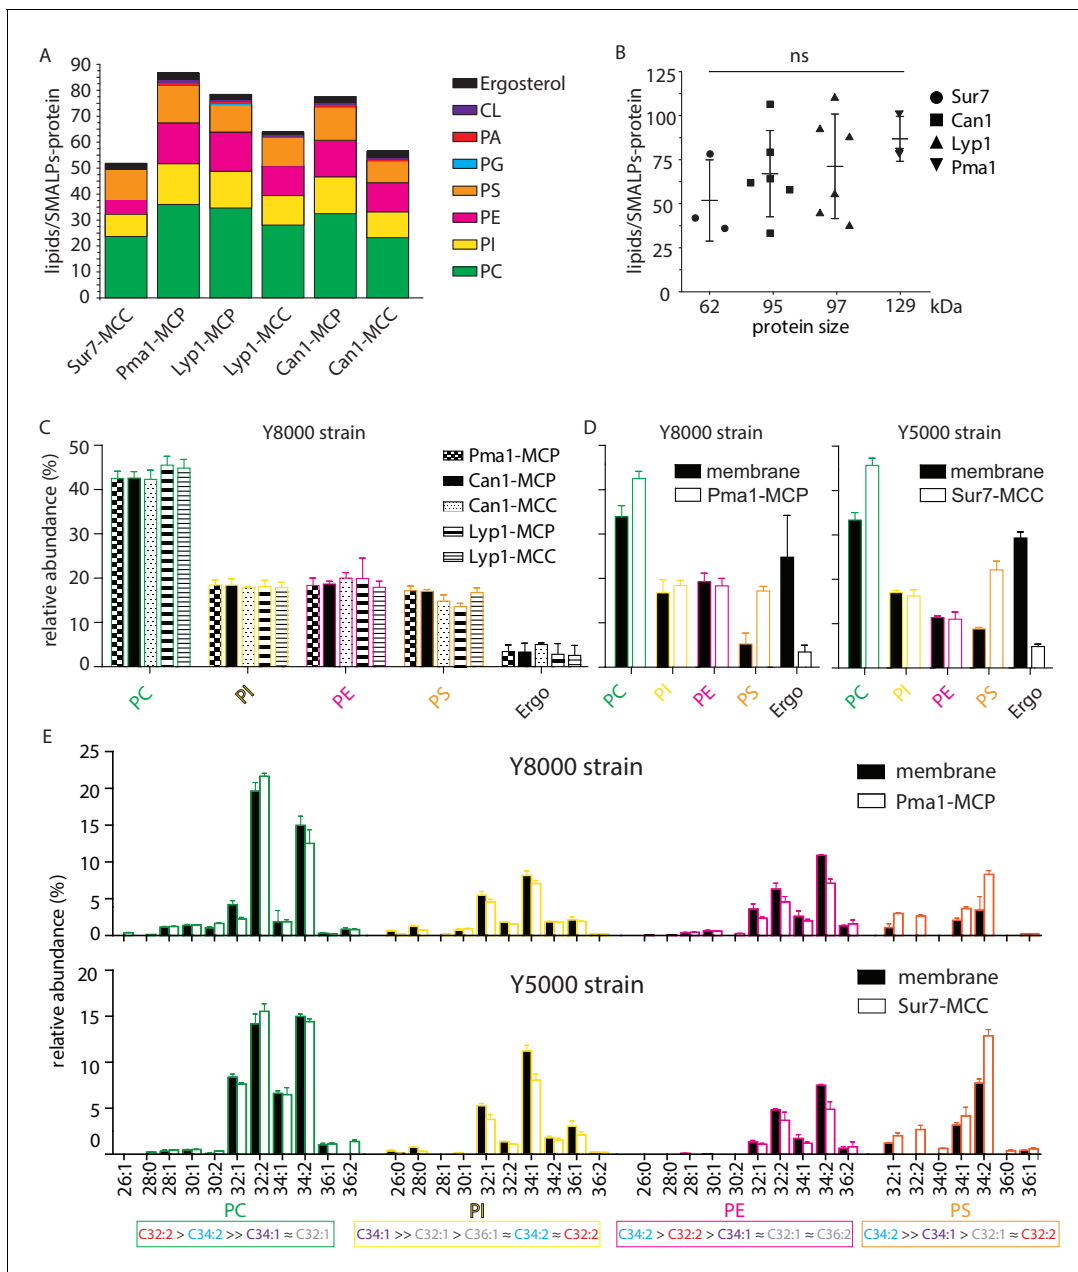 A
90
80
70
60
50
40
30
20
10
0
lipids/SMALPs-protein
Sur7-MCC
Pma1-MCP
Lyp1-MCP
Lyp1-MCC
Can1-MCP
Can1-MCC
Ergosterol
CL
PA
PG
PS
PE
PI
PC
B
ns
125
100
75
50
25
0
lipids/SMALPs-protein
62 95 97 129 kDa
protein size
Sur7
Can1
Lyp1
Pma1
C
Y8000 strain
50
40
30
20
10
0
relative abundance (%)
Pma1-MCP
Can1-MCP
Can1-MCC
Lyp1-MCP
Lyp1-MCC
PC PI PE PS Ergo
D
Y8000 strain
membrane
Pma1-MCP
PC PI PE PS Ergo
Y5000 strain
membrane
Sur7-MCC
PC PI PE PS Ergo
E
Y8000 strain
25
20
15
10
5
0
relative abundance (%)
membrane
Pma1-MCP
Y5000 strain
20
15
10
5
0
relative abundance (%)
membrane
Sur7-MCC
26:1 28:0 28:1 30:1 30:2 32:1 32:2 34:1 34:2 36:1 36:2
26:0 28:0 28:1 30:1 32:1 32:2 34:1 34:2 36:1 36:2
26:0 28:0 28:1 30:1 30:2 32:1 32:2 34:1 34:2 36:2
32:1 32:2 34:0 34:1 34:2 36:0 36:1
PC
PI
PE
PS
C32:2 > C34:2 >> C34:1 ≈ C32:1
C34:1 >> C32:1 > C36:1 ≈ C34:2 ≈ C32:2
C34:2 > C32:2 > C34:1 ≈ C32:1 ≈ C36:2
C34:2 >> C34:1 > C32:1 ≈ C32:2